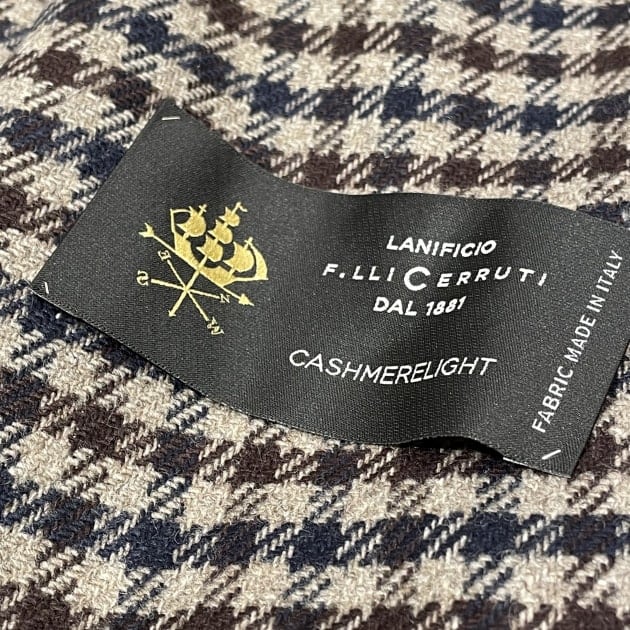 LANIFICIO
F.LLI CERRUTI
DAL 1881
CASHMERELIGHT
FABRIC MADE IN ITALY
E
S
N
W